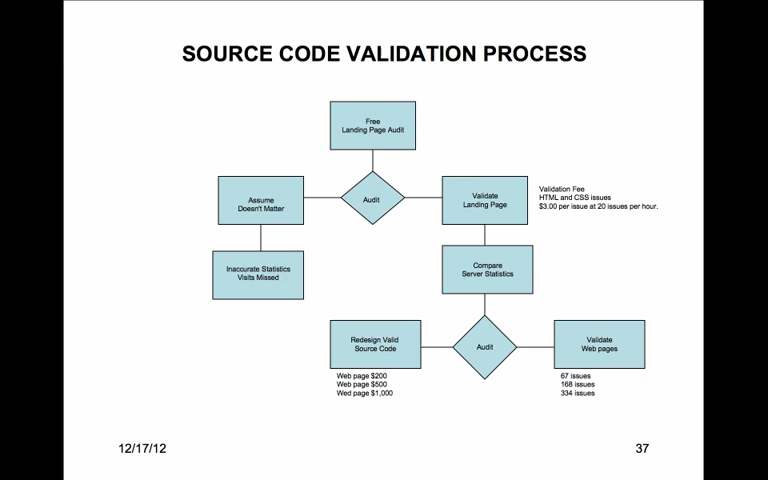 SOURCE CODE VALIDATION PROCESS
Free
Landing Page Audit
Assume
Doesn't Matter
Audit
Validate
Landing Page
Validation Fee
HTML and CSS issues
$3.00 per issue at 20 issues per hour.
Inaccurate Statistics
Visits Missed
Compare
Server Statistics
Redesign Valid
Source Code
Audit
Validate
Web pages
Web page $200
Web page $500
Wed page $1,000
67 issues
168 issues
334 issues
12/17/12
37